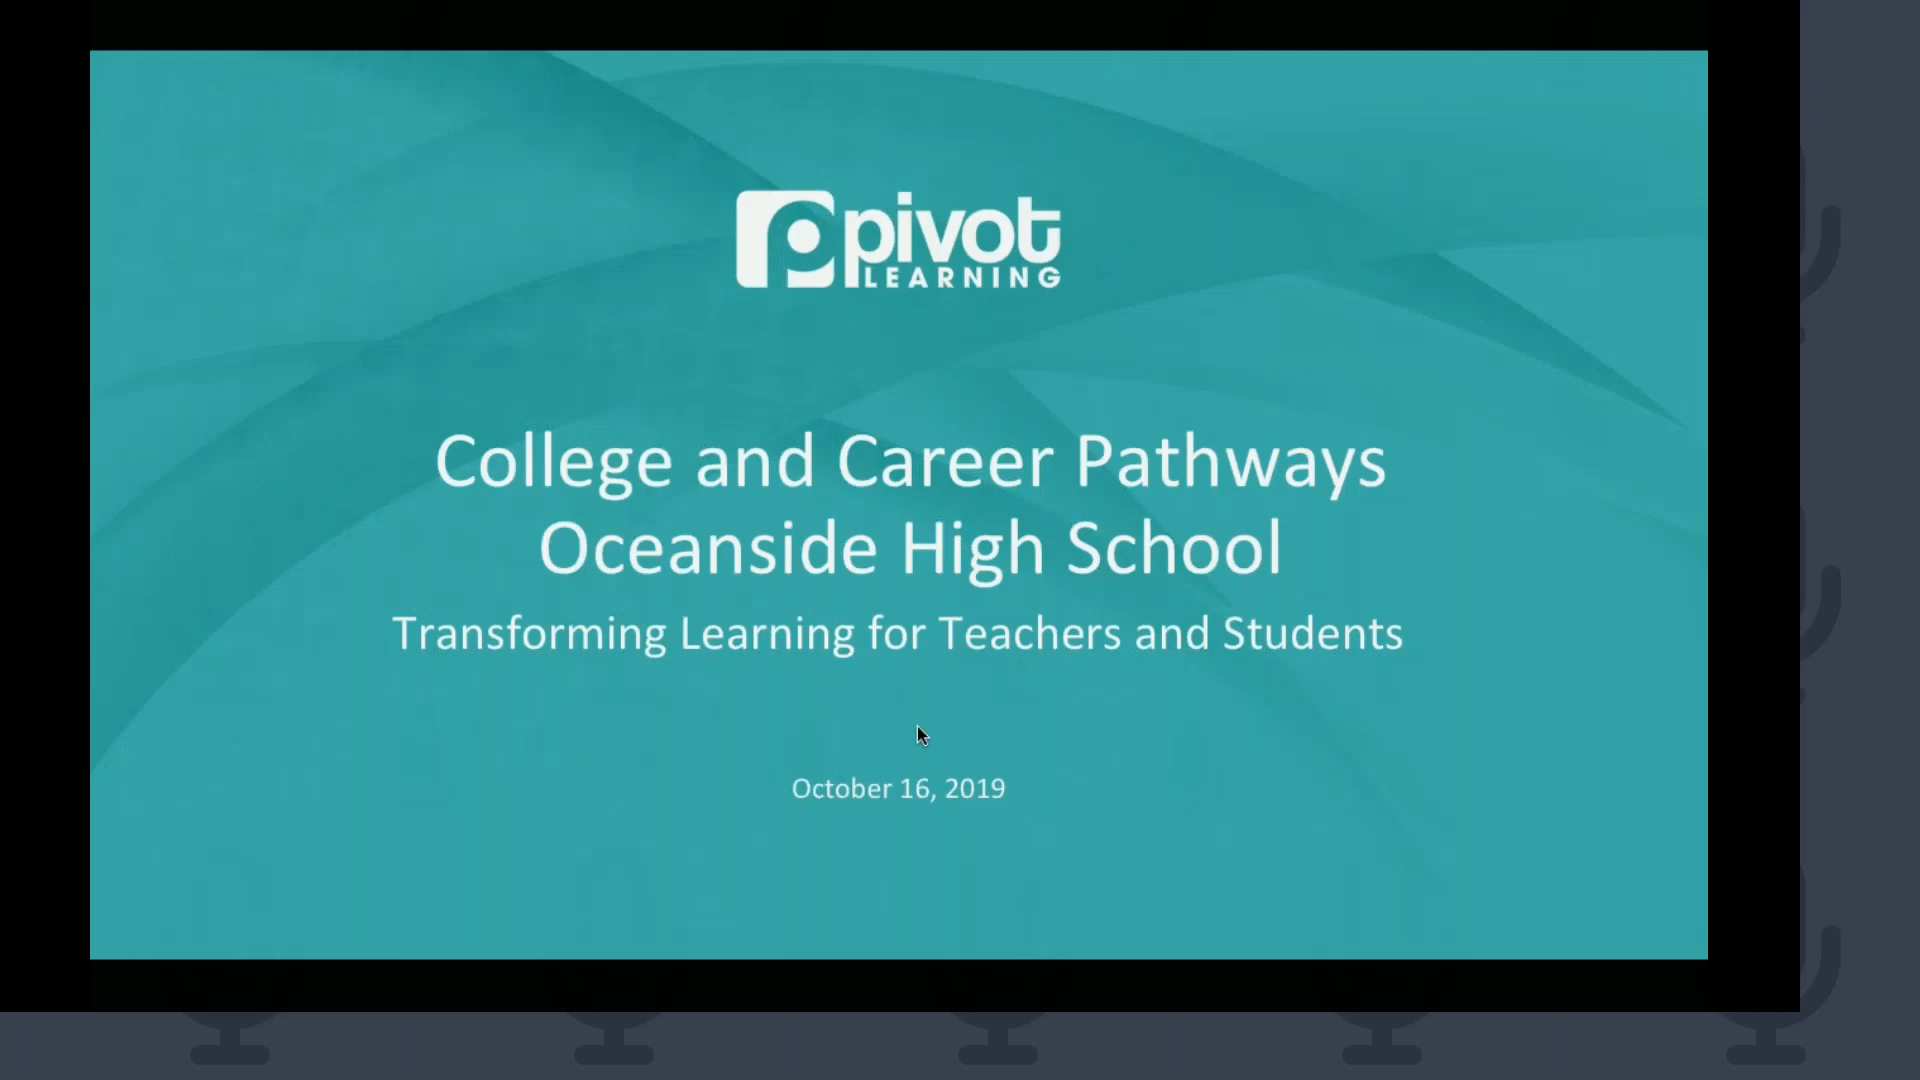 pivot
LEARNING
College and Career Pathways
Oceanside High School
Transforming Learning for Teachers and Students
October 16, 2019